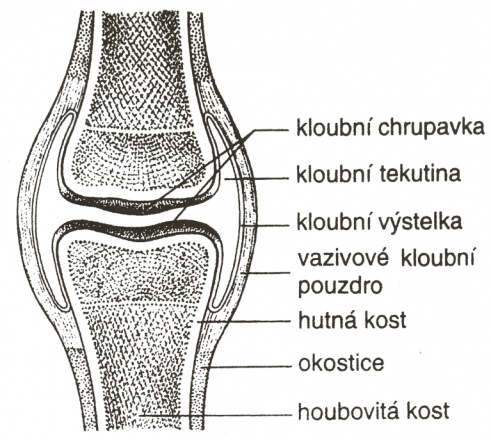 kloubní chrupavka
kloubní tekutina
kloubní výstelka
vazivové kloubní
pouzdro
hutná kost
okostice
houbovitá kost